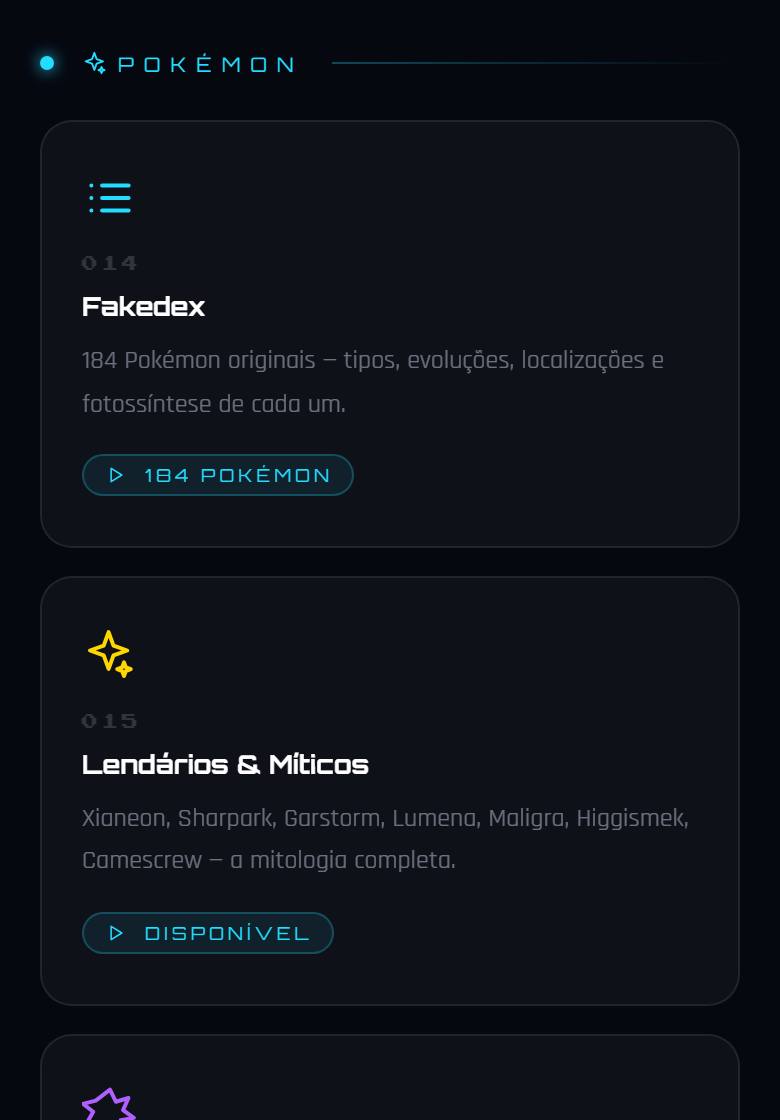 POKÉMON
014
Fakedex
184 Pokémon originais — tipos, evoluções, localizações e
fotossíntese de cada um.
184 POKÉMON
015
Lendários & Míticos
Xianeon, Sharpark, Garstorm, Lumena, Maligra, Higgismek,
Camescrew — a mitologia completa.
DISPONÍVEL